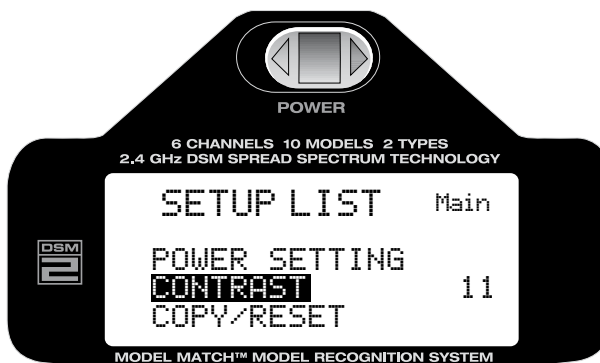 POWER
6 CHANNELS 10 MODELS 2 TYPES
2.4 GHz DSM SPREAD SPECTRUM TECHNOLOGY
SETUP LIST Main
DSM
2
POWER SETTING
CONTRAST 11
COPY/RESET
MODEL MATCH™ MODEL RECOGNITION SYSTEM